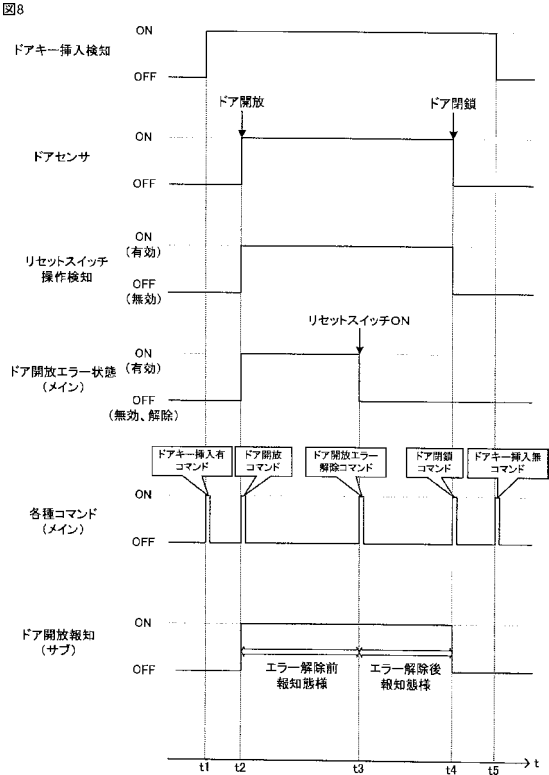 図8
ON
ドアキー挿入検知
OFF
ドア開放
ドア閉鎖
ON
ドアセンサ
OFF
ON
(有効)
リセットスイッチ
操作検知
OFF
(無効)
リセットスイッチON
ON
(有効)
ドア開放エラー状態
(メイン)
OFF
(無効、解除)
ドアキー挿入有
コマンド
ドア開放
コマンド
ドア開放エラー
解除コマンド
ドア閉鎖
コマンド
ドアキー挿入無
コマンド
ON
各種コマンド
(メイン)
OFF
ON
ドア開放報知
(サブ)
OFF
エラー解除前
報知態様
エラー解除後
報知態様
t1
t2
t3
t4
t5
t